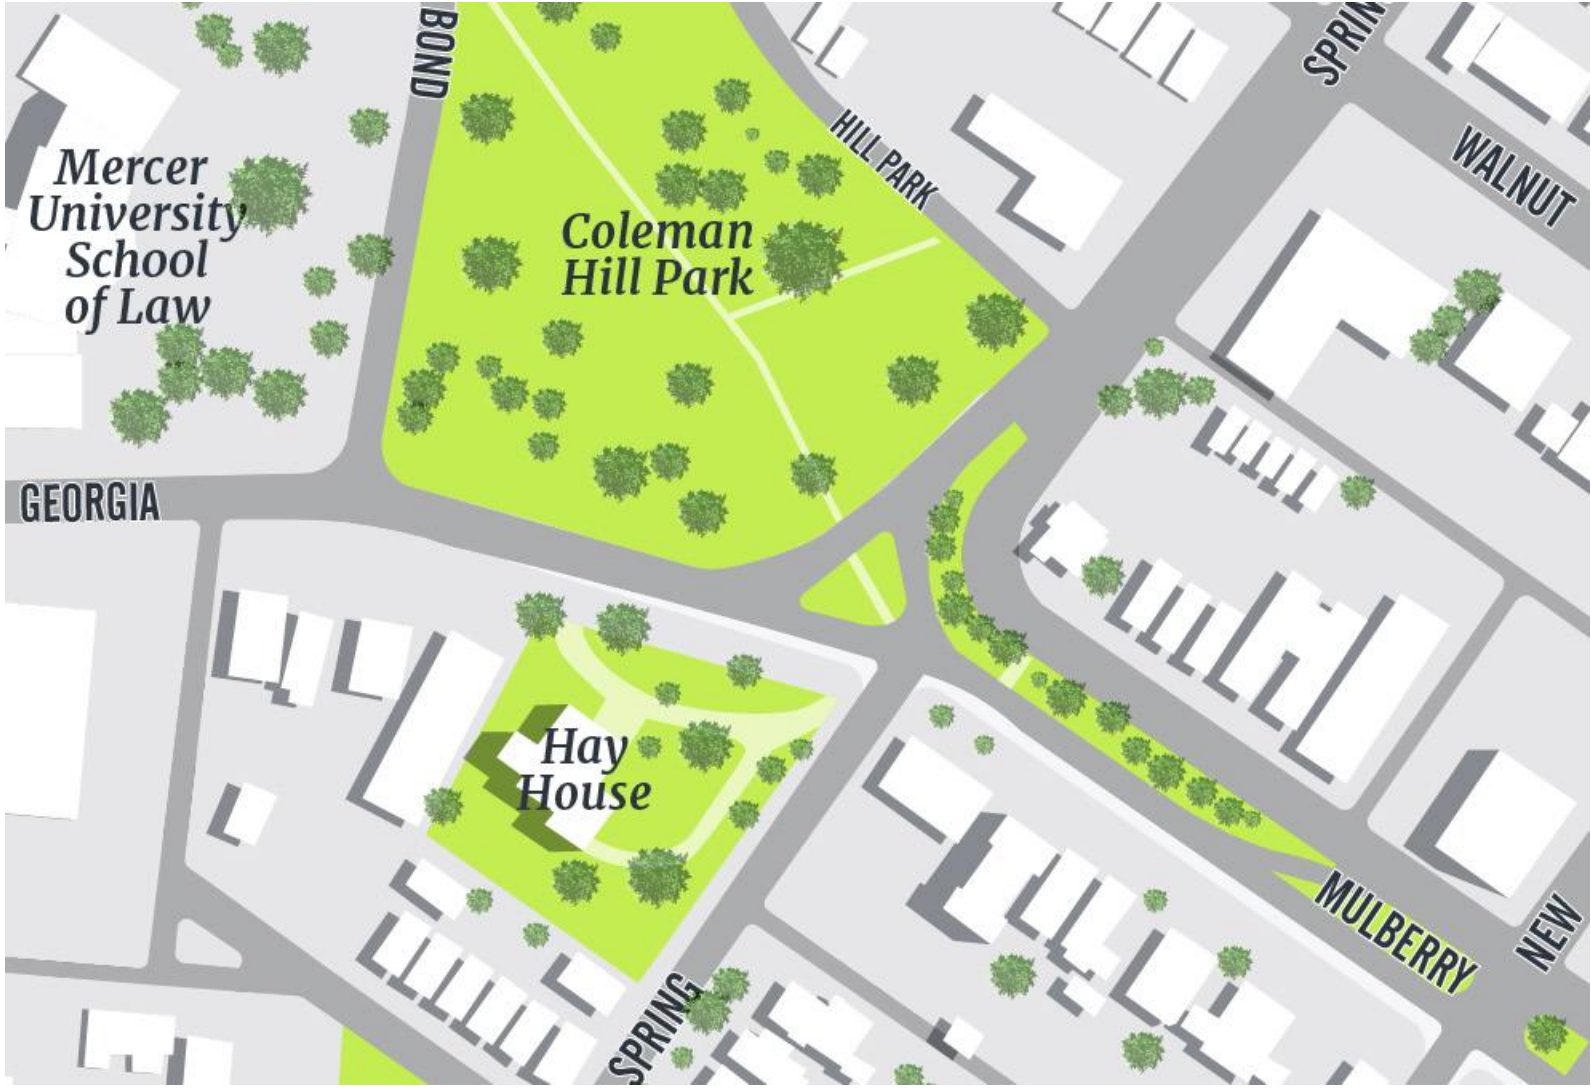 BOND
SPRIN
HILL PARK
WALNUT
Mercer
University
School
of Law
Coleman
Hill Park
GEORGIA
Hay
House
MULBERRY
NEW
SPRING